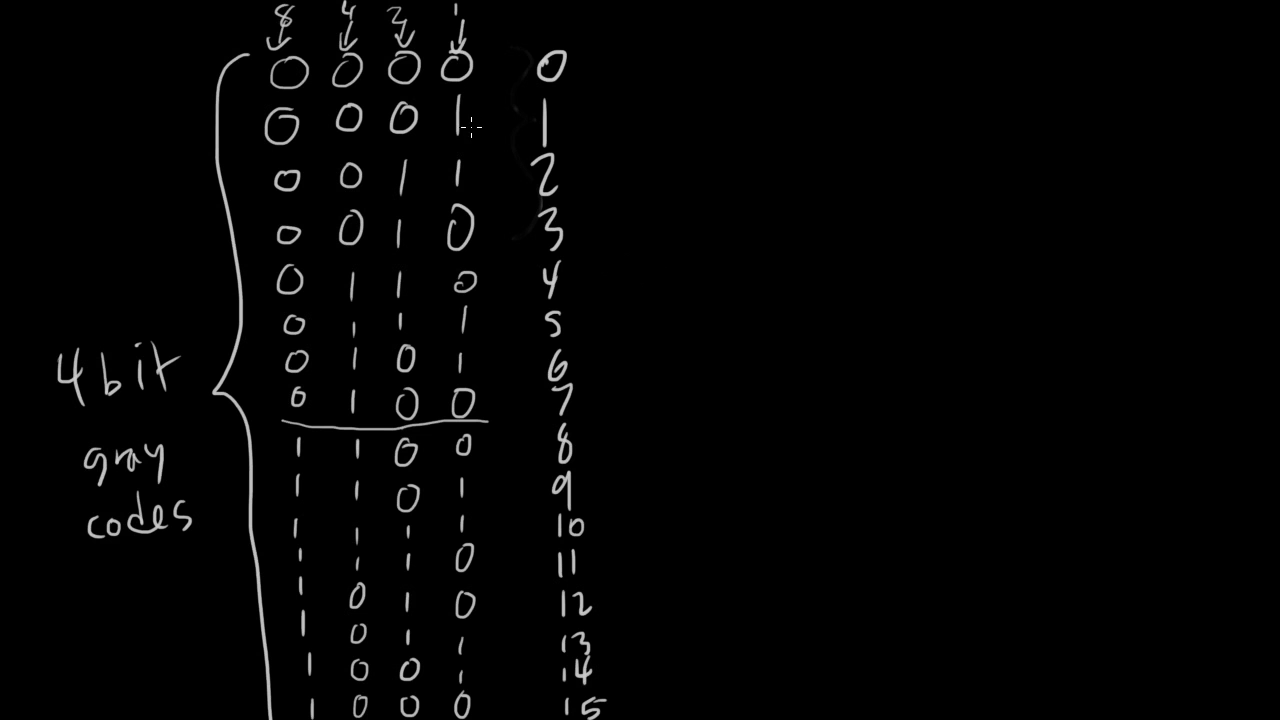 8 4 2 1
0 0 0 0 0
0 0 0 1 1
0 0 1 1 2
0 0 1 0 3
0 1 1 0 4
0 1 1 1 5
0 1 0 1 6
0 1 0 0 7
1 1 0 0 8
1 1 0 1 9
1 1 1 1 10
1 1 1 0 11
1 0 1 0 12
1 0 1 1 13
1 0 0 1 14
1 0 0 0 15
4 bit
gray
codes